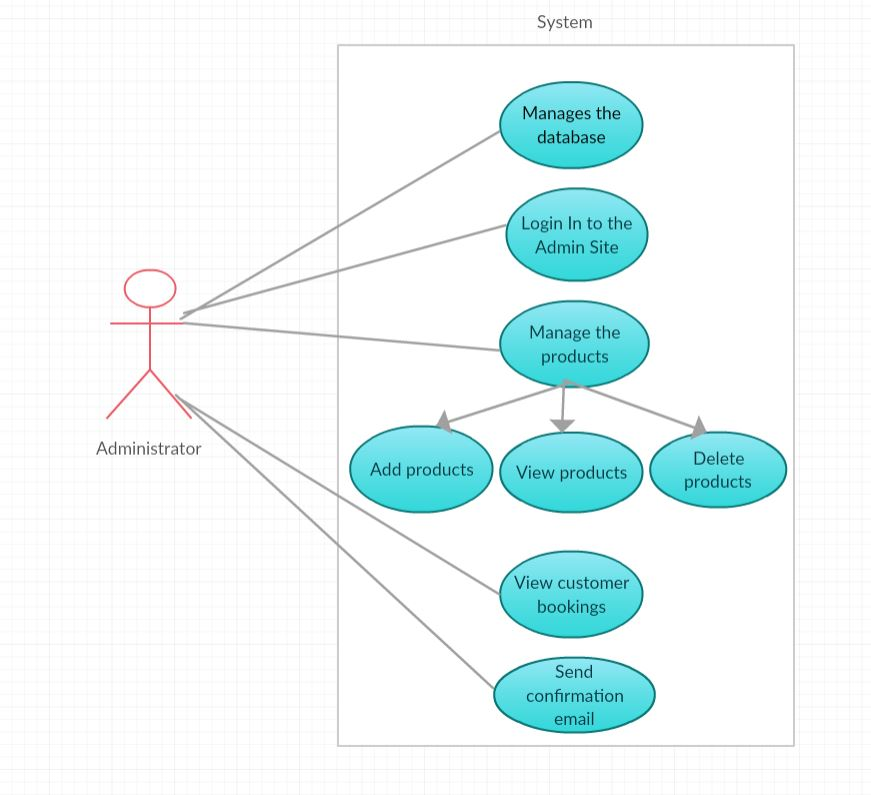 System
Manages the
database
Login In to the
Admin Site
Manage the
products
Add products
View products
Delete
products
Administrator
View customer
bookings
Send
confirmation
email